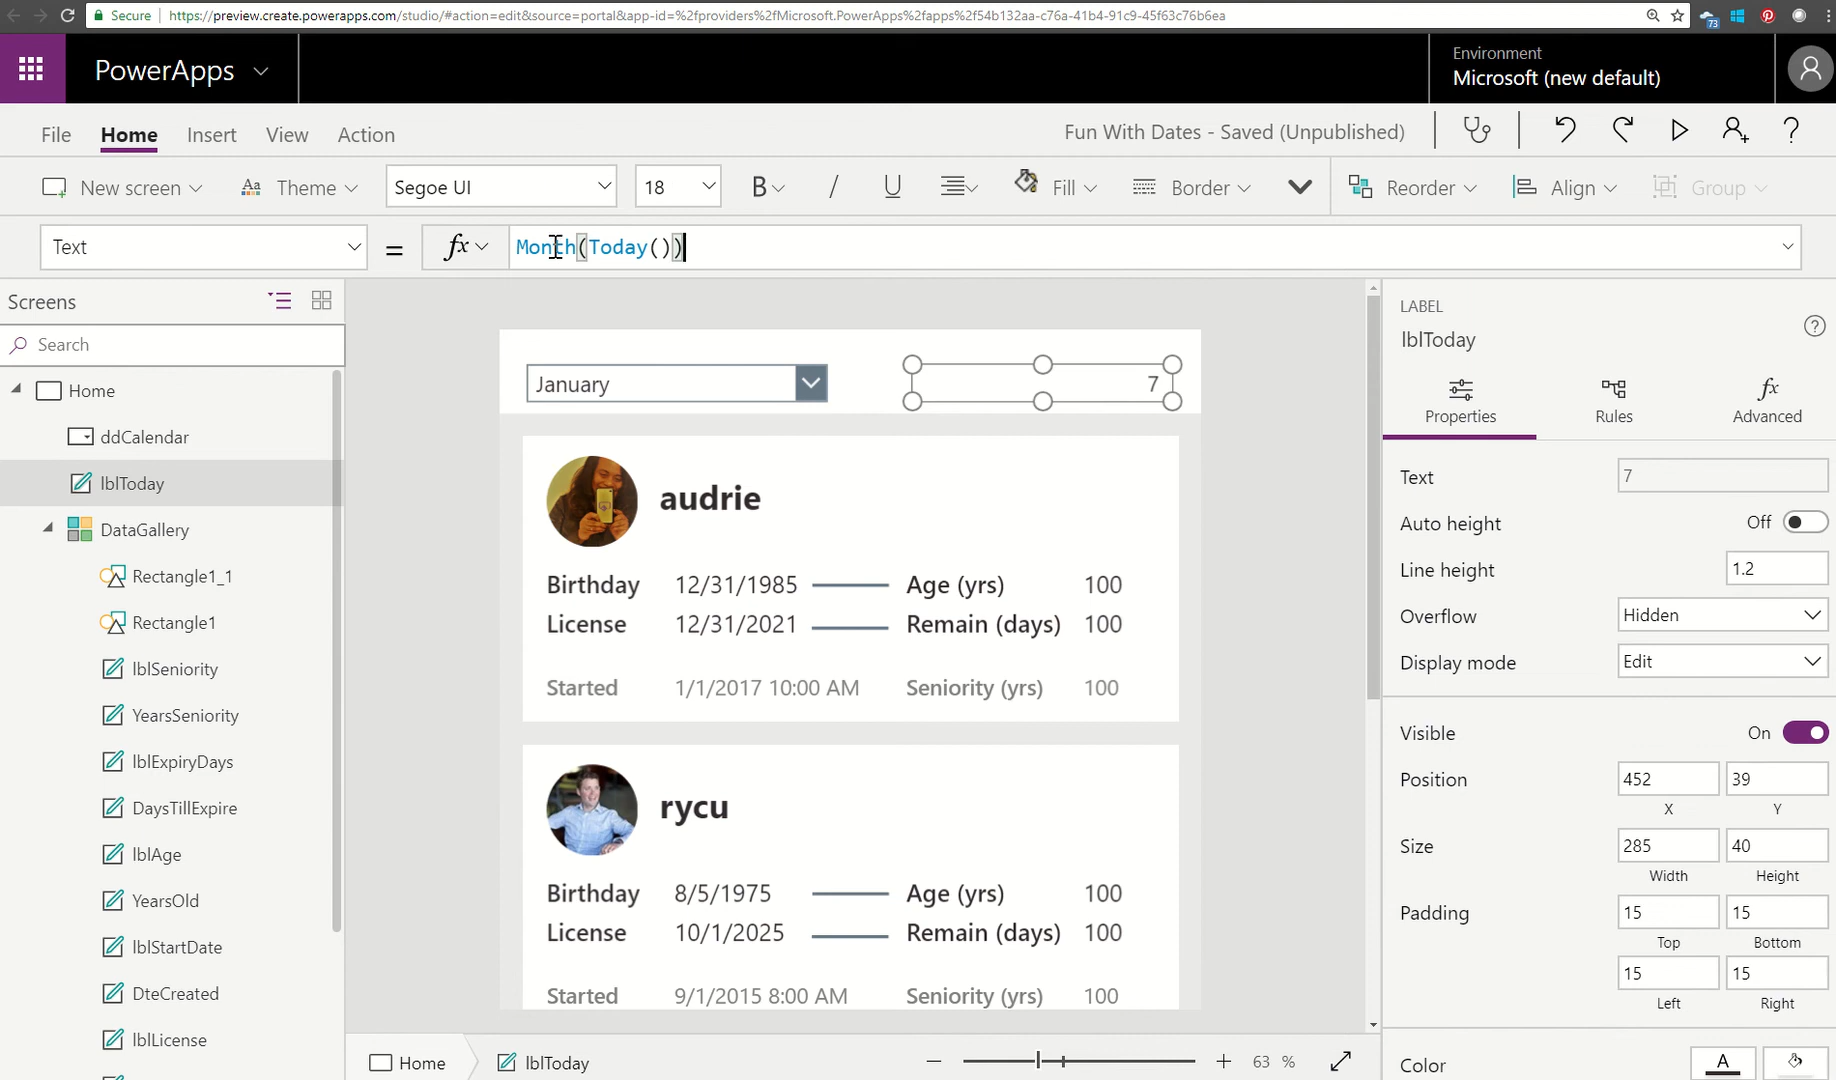 Secure https://preview.create.powerapps.com/studio/#action=edit&source=portal&app-id=%2fproviders%2fMicrosoft.PowerApps%2fapps%2f54b132aa-c76a-41b4-91c9-45f63c76b6ea
73
PowerApps
Environment
Microsoft (new default)
File Home Insert View Action
Fun With Dates - Saved (Unpublished)
?
New screen Aa Theme Segoe UI 18 B / U Fill Border Reorder Align Group
Text = fx Month(Today())
Screens
Search
Home
ddCalendar
lblToday
DataGallery
Rectangle1_1
Rectangle1
lblSeniority
YearsSeniority
lblExpiryDays
DaysTillExpire
lblAge
YearsOld
lblStartDate
DteCreated
lblLicense
January 7
audrie
Birthday 12/31/1985 Age (yrs) 100
License 12/31/2021 Remain (days) 100
Started 1/1/2017 10:00 AM Seniority (yrs) 100
rycu
Birthday 8/5/1975 Age (yrs) 100
License 10/1/2025 Remain (days) 100
Started 9/1/2015 8:00 AM Seniority (yrs) 100
Home lblToday 63 %
LABEL
lblToday
?
fx
Properties Rules Advanced
Text 7
Auto height Off
Line height 1.2
Overflow Hidden
Display mode Edit
Visible On
Position 452 39
X Y
Size 285 40
Width Height
Padding 15 15
Top Bottom
15 15
Left Right
Color A